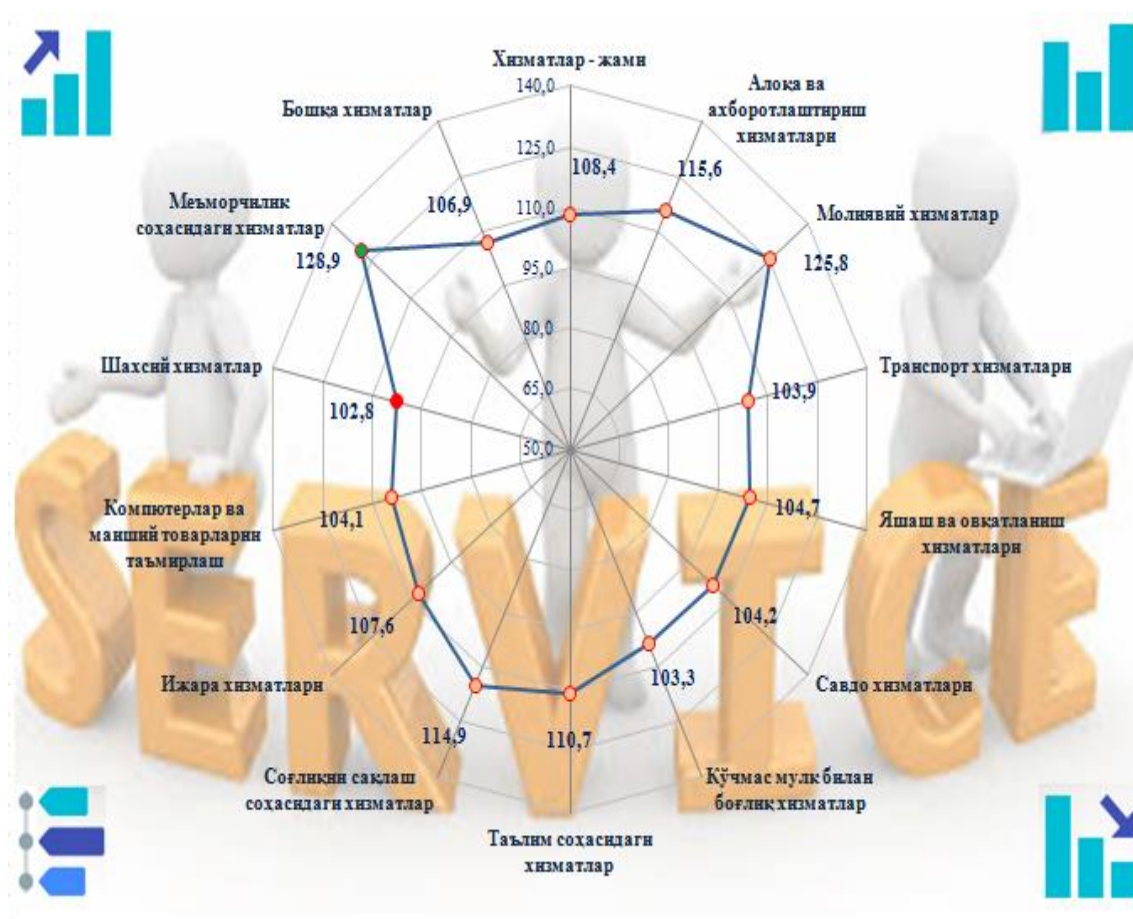 Хизматлар - жами
140,0
Бошқа хизматлар
Алоқа ва
ахборотлаштириш
хизматлари
125,0
108,4
115,6
Меъморчилик
соҳасидаги хизматлар
106,9
110,0
Молиявий хизматлар
128,9
95,0
125,8
80,0
Шахсий хизматлар
Транспорт хизматлари
102,8
65,0
103,9
50,0
Компютерлар ва
маиший товарларни
таъмирлаш
104,1
104,7
Яшаш ва овқатланиш
хизматлари
107,6
104,2
Ижара хизматлари
103,3
Савдо хизматлари
114,9
110,7
Соғлиқни сақлаш
соҳасидаги хизматлар
Кўчмас мулк билан
боғлиқ хизматлар
Таълим соҳасидаги
хизматлар
SERVICE